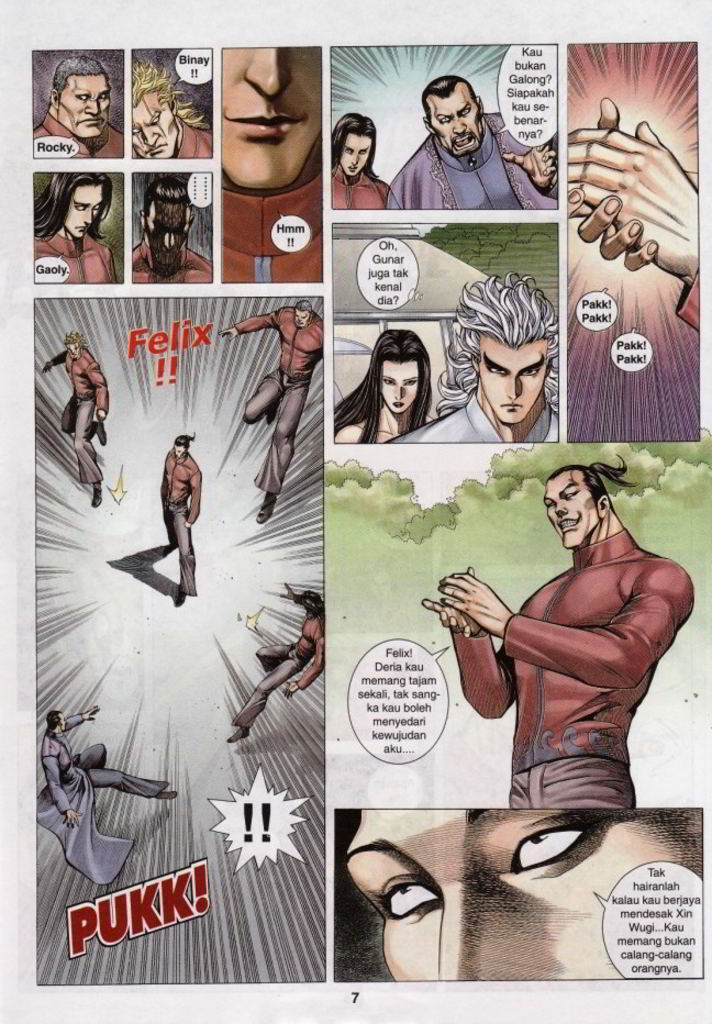 Rocky.
Binay
!!
Gaoly.
Hmm
!!
Kau
bukan
Galong?
Siapakah
kau se-
benar-
nya?
Oh,
Gunar
juga tak
kenal
dia?
Pakk!
Pakk!
Pakk!
Pakk!
Felix
!!
!!
PUKK!
Felix!
Deria kau
memang tajam
sekali, tak sang-
ka kau boleh
menyedari
kewujudan
aku....
Tak
hairanlah
kalau kau berjaya
mendesak Xin
Wugi...Kau
memang bukan
calang-calang
orangnya.
7